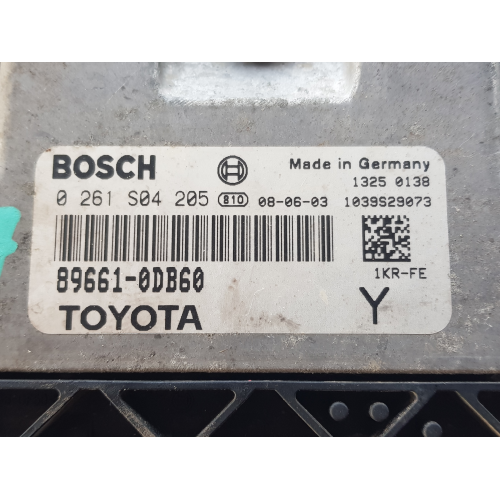 BOSCH
Made in Germany
1325 0138
0 261 S04 205 810 08-06-03 1039S29073
89661-0DB60
1KR-FE
TOYOTA
Y